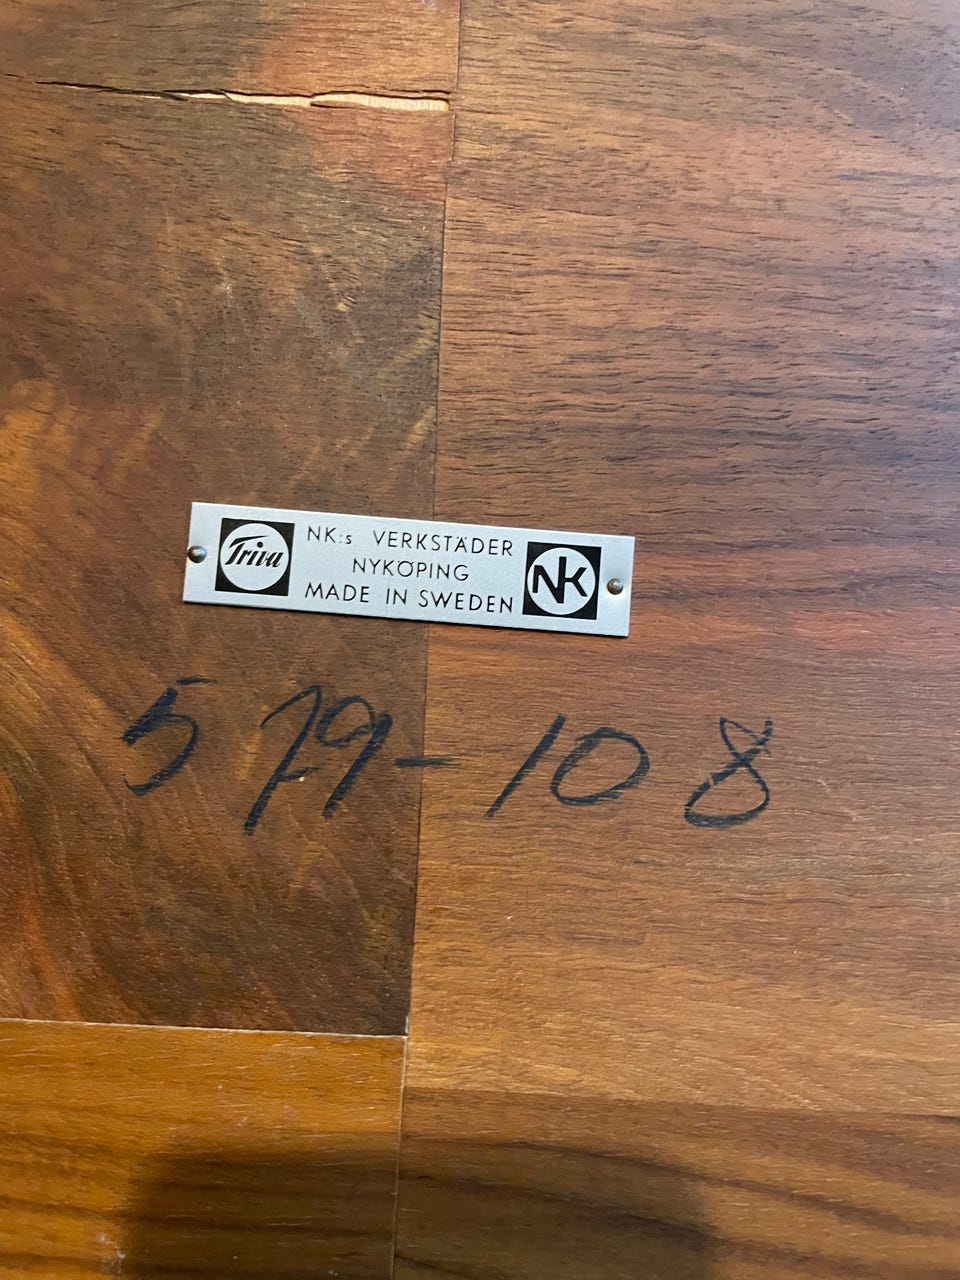 Triva
NK:s VERKSTÄDER
NYKÖPING
MADE IN SWEDEN
NK
579-108